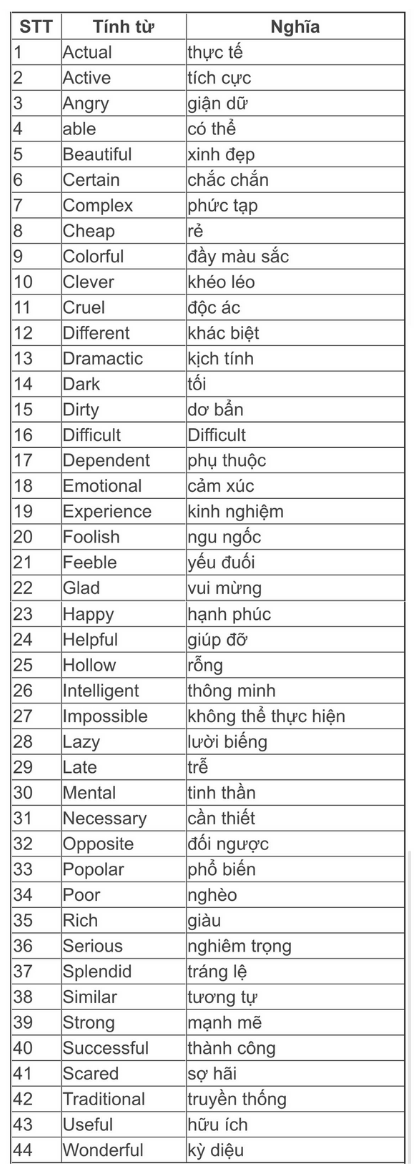 STT Tính từ Nghĩa
1 Actual thực tế
2 Active tích cực
3 Angry giận dữ
4 able có thể
5 Beautiful xinh đẹp
6 Certain chắc chắn
7 Complex phức tạp
8 Cheap rẻ
9 Colorful đầy màu sắc
10 Clever khéo léo
11 Cruel độc ác
12 Different khác biệt
13 Dramactic kịch tính
14 Dark tối
15 Dirty dơ bẩn
16 Difficult Difficult
17 Dependent phụ thuộc
18 Emotional cảm xúc
19 Experience kinh nghiệm
20 Foolish ngu ngốc
21 Feeble yếu đuối
22 Glad vui mừng
23 Happy hạnh phúc
24 Helpful giúp đỡ
25 Hollow rỗng
26 Intelligent thông minh
27 Impossible không thể thực hiện
28 Lazy lười biếng
29 Late trễ
30 Mental tinh thần
31 Necessary cần thiết
32 Opposite đối ngược
33 Popolar phổ biến
34 Poor nghèo
35 Rich giàu
36 Serious nghiêm trọng
37 Splendid tráng lệ
38 Similar tương tự
39 Strong mạnh mẽ
40 Successful thành công
41 Scared sợ hãi
42 Traditional truyền thống
43 Useful hữu ích
44 Wonderful kỳ diệu